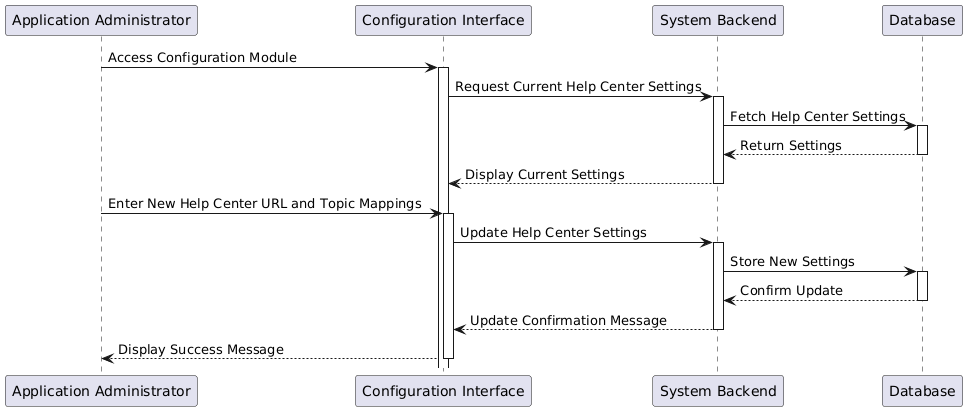 Application Administrator
Configuration Interface
System Backend
Database
Access Configuration Module
Request Current Help Center Settings
Fetch Help Center Settings
Return Settings
Display Current Settings
Enter New Help Center URL and Topic Mappings
Update Help Center Settings
Store New Settings
Confirm Update
Update Confirmation Message
Display Success Message
Application Administrator
Configuration Interface
System Backend
Database